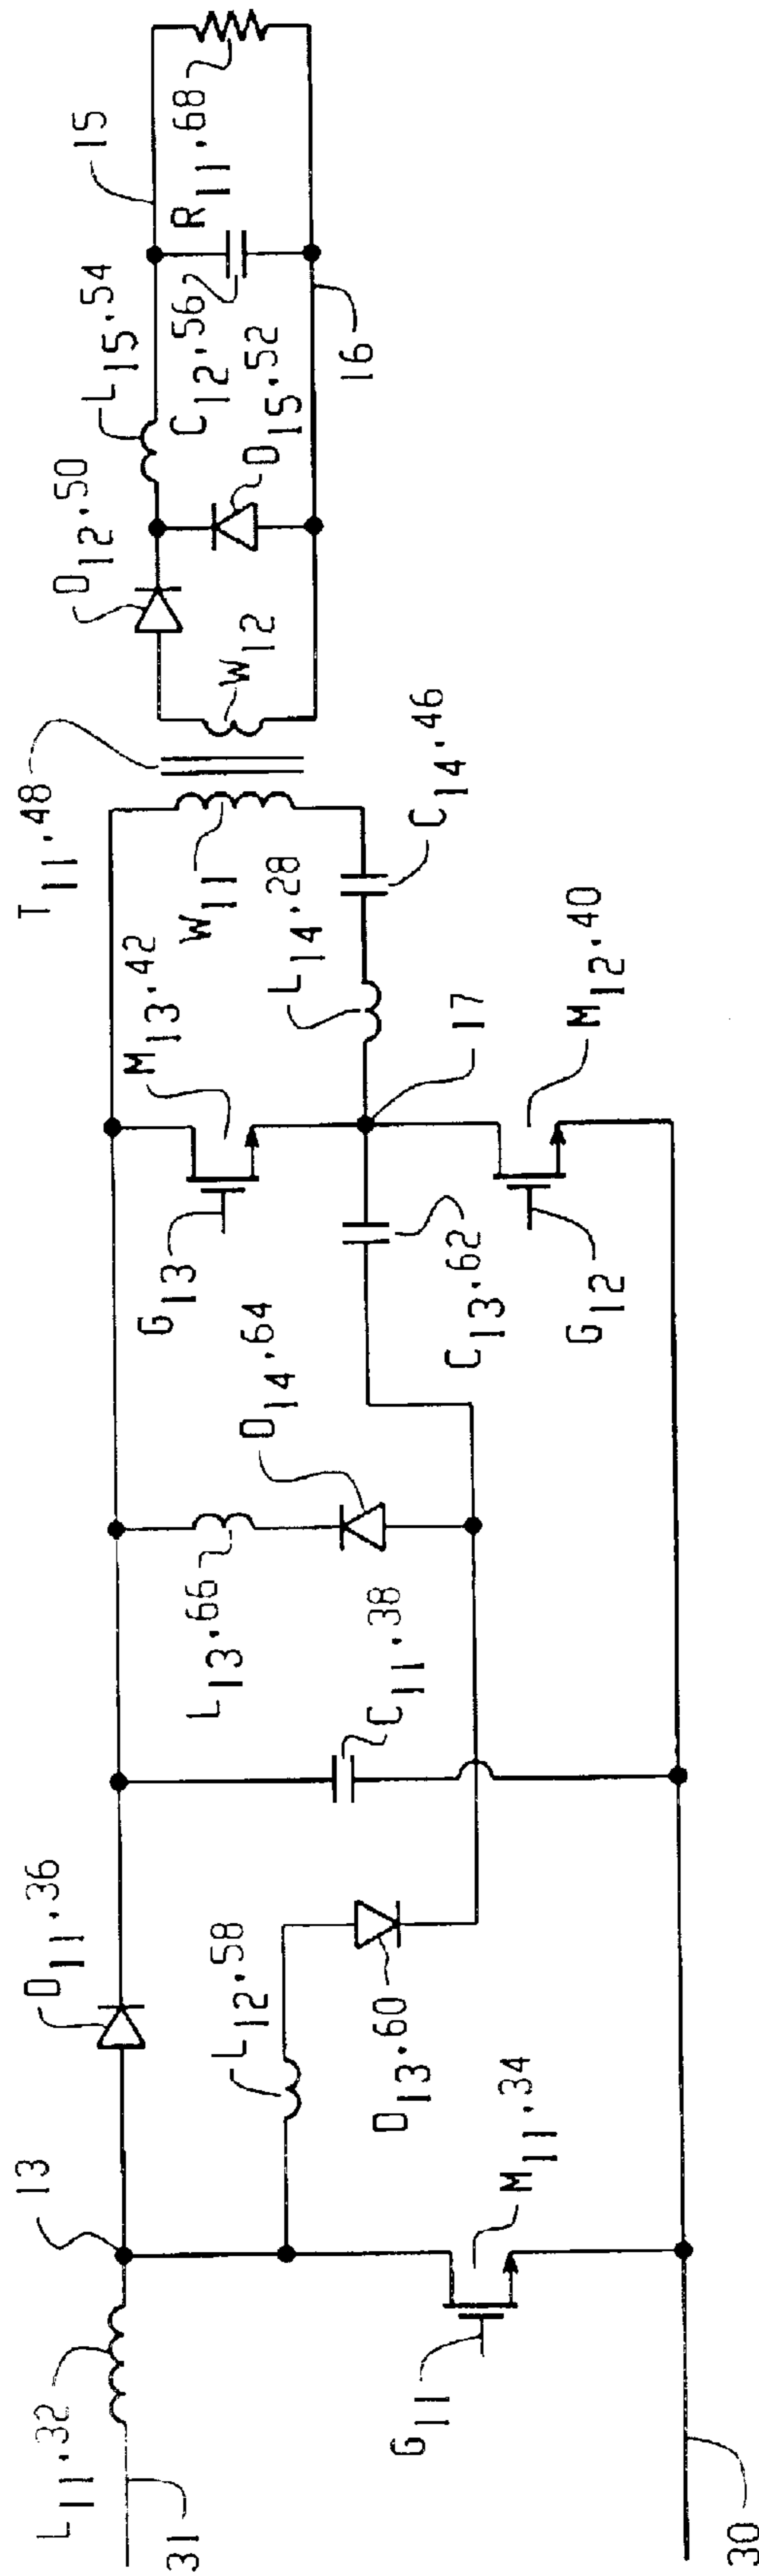 L11,32
31
13
D11,36
G11
M11,34
30
L12,58
D13,60
C11,38
L13,66
D14,64
G13
M13,42
C13,62
G12
M12,40
17
L14,28
C14,46
T11,48
W11
W12
D12,50
L15,54
D15,52
C12,56
R11,68
15
16